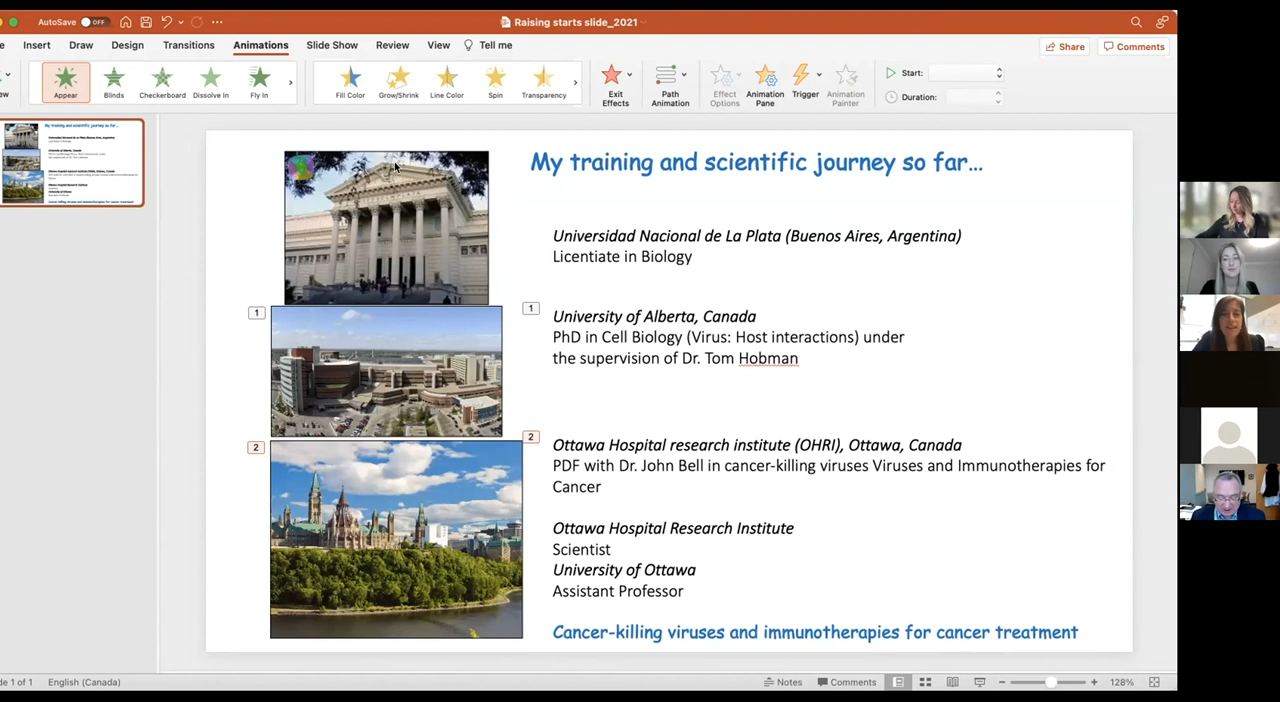 AutoSave OFF
Raising starts slide_2021
Insert Draw Design Transitions Animations Slide Show Review View Tell me
Share Comments
Appear Blinds Checkerboard Dissolve In Fly In
Fill Color Grow/Shrink Line Color Spin Transparency
Exit Effects
Path Animation
Effect Options
Animation Pane
Trigger
Animation Painter
Start:
Duration:
My training and scientific journey so far...
Universidad Nacional de La Plata (Buenos Aires, Argentina)
Licentiate in Biology
1
1
University of Alberta, Canada
PhD in Cell Biology (Virus: Host interactions) under
the supervision of Dr. Tom Hobman
2
2
Ottawa Hospital research institute (OHRI), Ottawa, Canada
PDF with Dr. John Bell in cancer-killing viruses Viruses and Immunotherapies for
Cancer
Ottawa Hospital Research Institute
Scientist
University of Ottawa
Assistant Professor
Cancer-killing viruses and immunotherapies for cancer treatment
1 of 1 English (Canada)
Notes Comments 128%